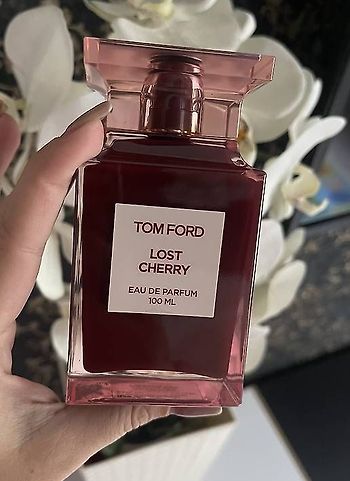 TOM FORD
LOST
CHERRY
EAU DE PARFUM
100 ML